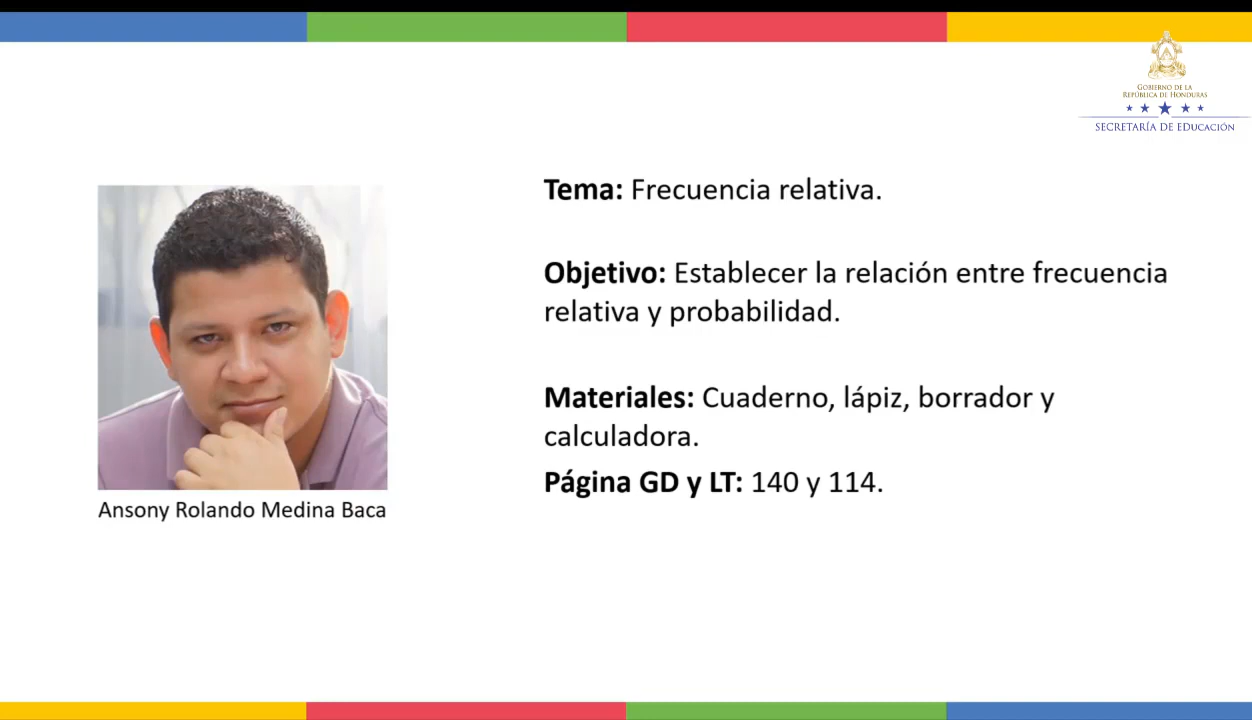 GOBIERNO DE LA
REPÚBLICA DE HONDURAS
SECRETARÍA DE EDUCACIÓN
Tema: Frecuencia relativa.
Objetivo: Establecer la relación entre frecuencia
relativa y probabilidad.
Materiales: Cuaderno, lápiz, borrador y
calculadora.
Página GD y LT: 140 y 114.
Ansony Rolando Medina Baca